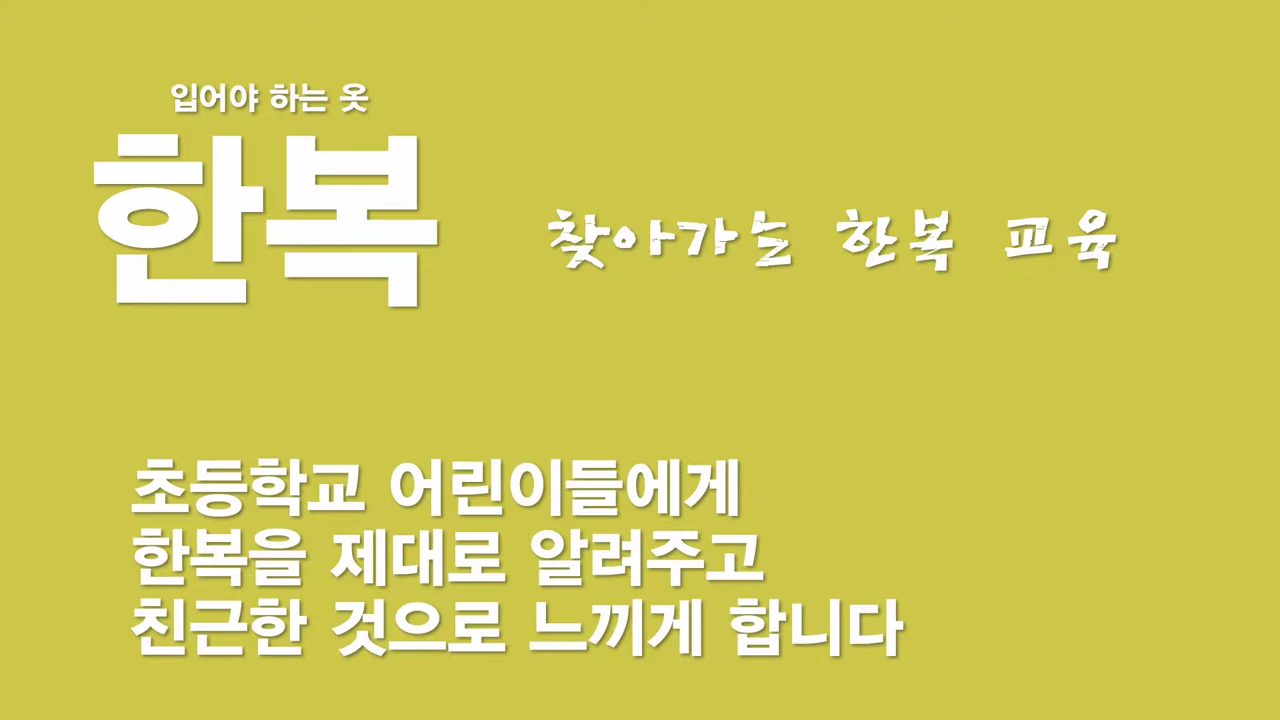 입어야 하는 옷
한복
찾아가는 한복 교육
초등학교 어린이들에게
한복을 제대로 알려주고
친근한 것으로 느끼게 합니다